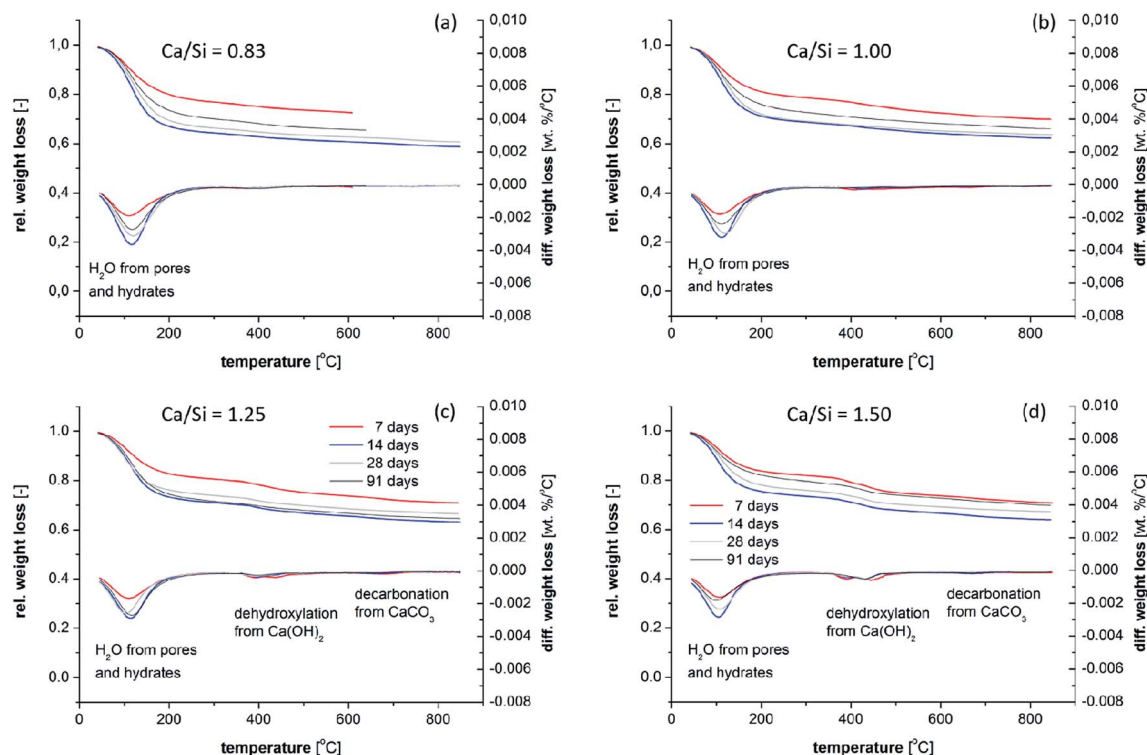 (a)
Ca/Si = 0.83
rel. weight loss [-]
1,0
0,8
0,6
0,4
0,2
0,0
0,010
0,008
0,006
0,004
0,002
0,000
-0,002
-0,004
-0,006
-0,008
diff. weight loss [wt. %/°C]
H₂O from pores
and hydrates
0 200 400 600 800
temperature [°C]
(b)
Ca/Si = 1.00
rel. weight loss [-]
1,0
0,8
0,6
0,4
0,2
0,0
0,010
0,008
0,006
0,004
0,002
0,000
-0,002
-0,004
-0,006
-0,008
diff. weight loss [wt. %/°C]
H₂O from pores
and hydrates
0 200 400 600 800
temperature [°C]
(c)
Ca/Si = 1.25
7 days
14 days
28 days
91 days
rel. weight loss [-]
1.0
0.8
0.6
0.4
0.2
0.0
0.010
0.008
0.006
0.004
0.002
0.000
-0.002
-0.004
-0.006
-0.008
diff. weight loss [wt. %/°C]
dehydroxylation
from Ca(OH)₂
decarbonation
from CaCO₃
H₂O from pores
and hydrates
0 200 400 600 800
temperature [°C]
(d)
Ca/Si = 1.50
7 days
14 days
28 days
91 days
rel. weight loss [-]
1.0
0.8
0.6
0.4
0.2
0.0
0.010
0.008
0.006
0.004
0.002
0.000
-0.002
-0.004
-0.006
-0.008
diff. weight loss [wt. %/°C]
dehydroxylation
from Ca(OH)₂
decarbonation
from CaCO₃
H₂O from pores
and hydrates
0 200 400 600 800
temperature [°C]